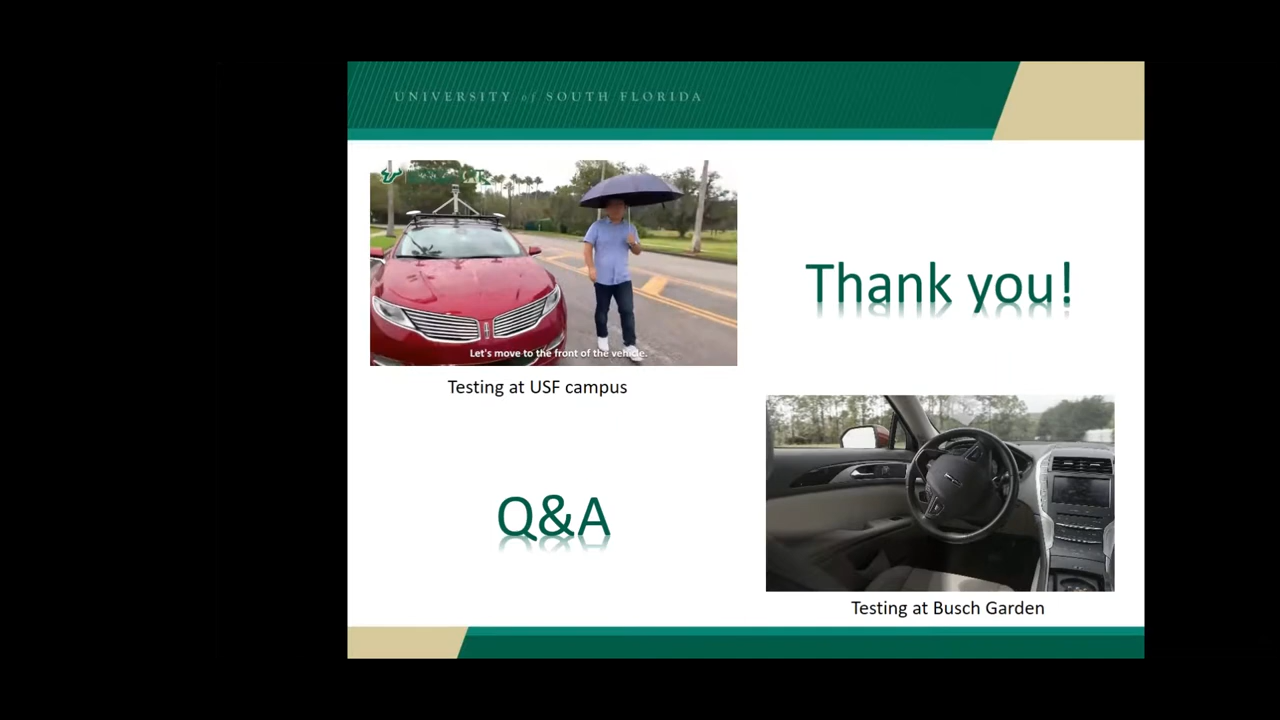 UNIVERSITY of SOUTH FLORIDA
Let's move to the front of the vehicle.
Testing at USF campus
Thank you!
Q&A
Testing at Busch Garden